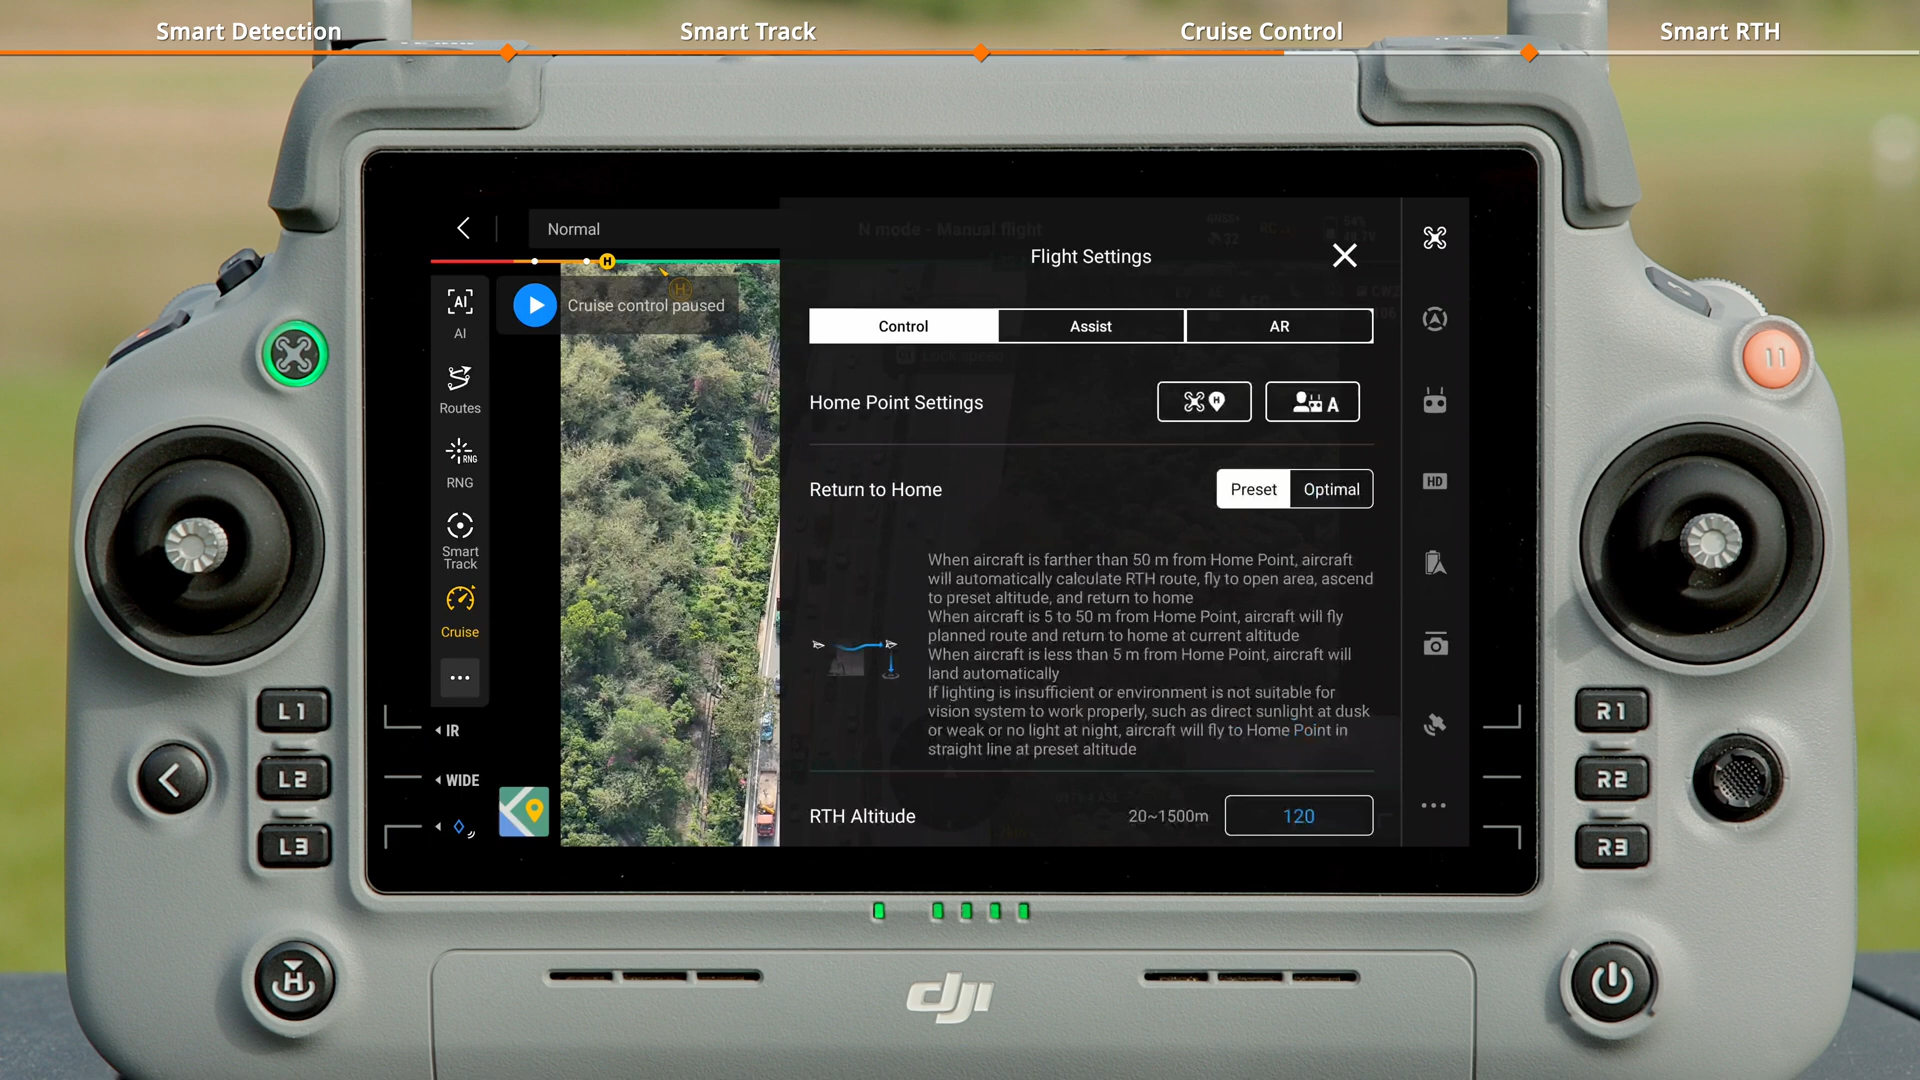 Smart Detection
Smart Track
Cruise Control
Smart RTH
Normal
N mode - Manual flight
Flight Settings
H
H
Cruise control paused
AI
AI
Routes
RNG
RNG
Smart
Track
Cruise
IR
WIDE
Control
Assist
AR
Lock speed
Home Point Settings
H
A
Return to Home
Preset
Optimal
When aircraft is farther than 50 m from Home Point, aircraft
will automatically calculate RTH route, fly to open area, ascend
to preset altitude, and return to home
When aircraft is 5 to 50 m from Home Point, aircraft will fly
planned route and return to home at current altitude
When aircraft is less than 5 m from Home Point, aircraft will
land automatically
If lighting is insufficient or environment is not suitable for
vision system to work properly, such as direct sunlight at dusk
or weak or no light at night, aircraft will fly to Home Point in
straight line at preset altitude
RTH Altitude
20~1500m
120
HD
L1
L2
L3
R1
R2
R3
H
dji